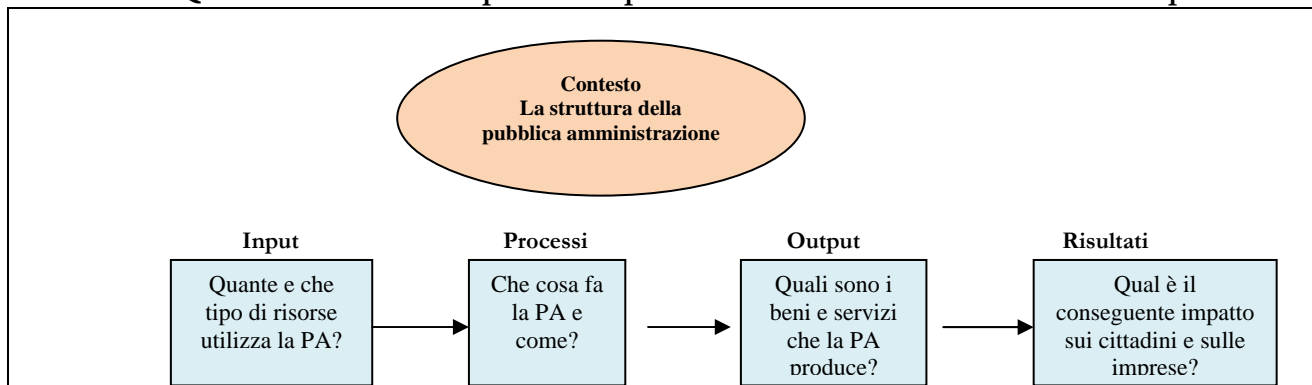 Contesto
La struttura della
pubblica amministrazione
Input
Processi
Output
Risultati
Quante e che
tipo di risorse
utilizza la PA?
Che cosa fa
la PA e
come?
Quali sono i
beni e servizi
che la PA
produce?
Qual è il
conseguente impatto
sui cittadini e sulle
imprese?